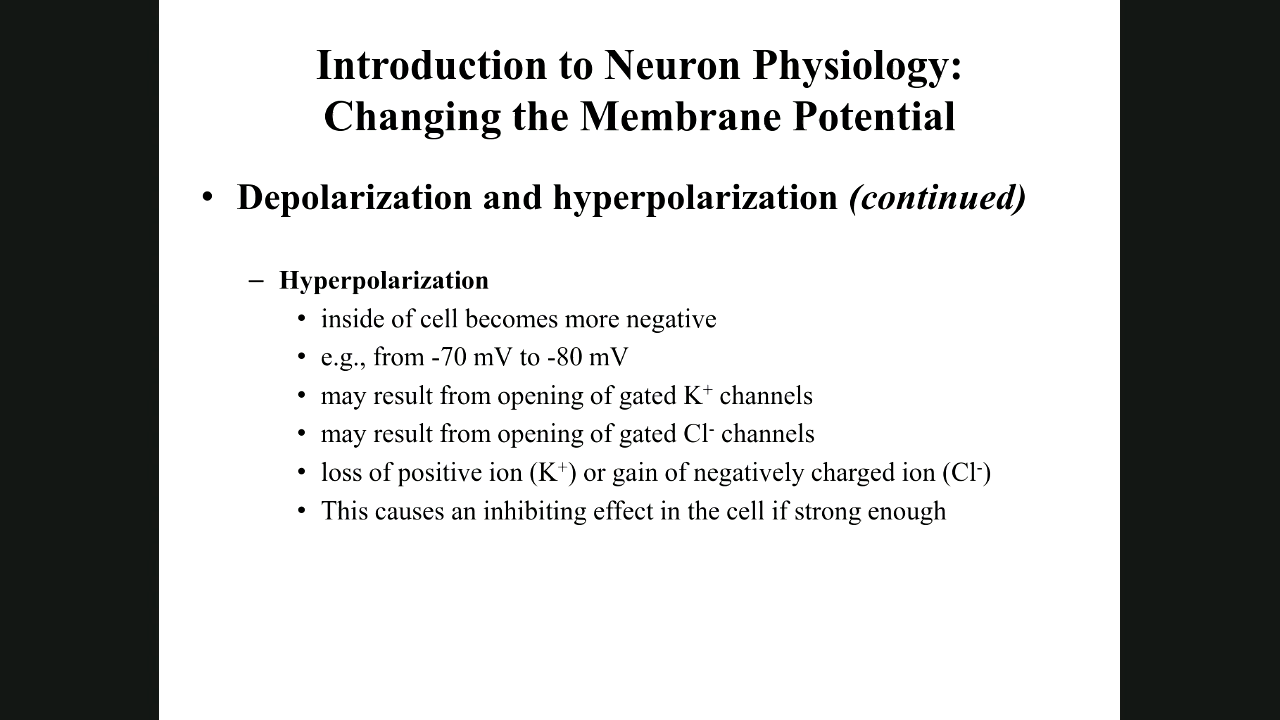 Introduction to Neuron Physiology:
Changing the Membrane Potential
• Depolarization and hyperpolarization (continued)
– Hyperpolarization
• inside of cell becomes more negative
• e.g., from -70 mV to -80 mV
• may result from opening of gated K⁺ channels
• may result from opening of gated Cl⁻ channels
• loss of positive ion (K⁺) or gain of negatively charged ion (Cl⁻)
• This causes an inhibiting effect in the cell if strong enough